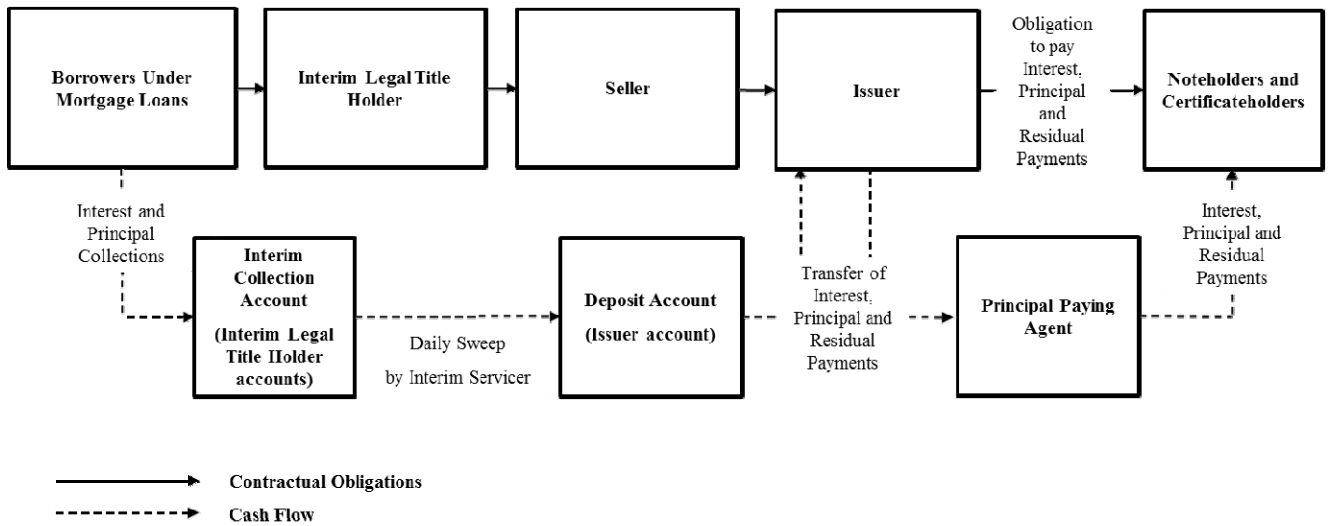 Borrowers Under
Mortgage Loans
Interim Legal Title
Holder
Seller
Issuer
Obligation
to pay
Interest,
Principal
and
Residual
Payments
Noteholders and
Certificateholders
Interest and
Principal
Collections
Interim
Collection
Account
(Interim Legal
Title Holder
accounts)
Daily Sweep
by Interim Servicer
Deposit Account
(Issuer account)
Transfer of
Interest,
Principal and
Residual
Payments
Principal Paying
Agent
Interest,
Principal and
Residual
Payments
Contractual Obligations
Cash Flow